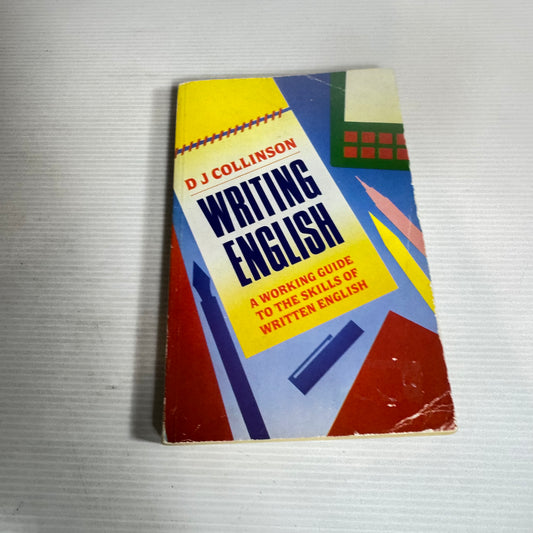 D J COLLINSON
WRITING
ENGLISH
A WORKING GUIDE
TO THE SKILLS OF
WRITTEN ENGLISH